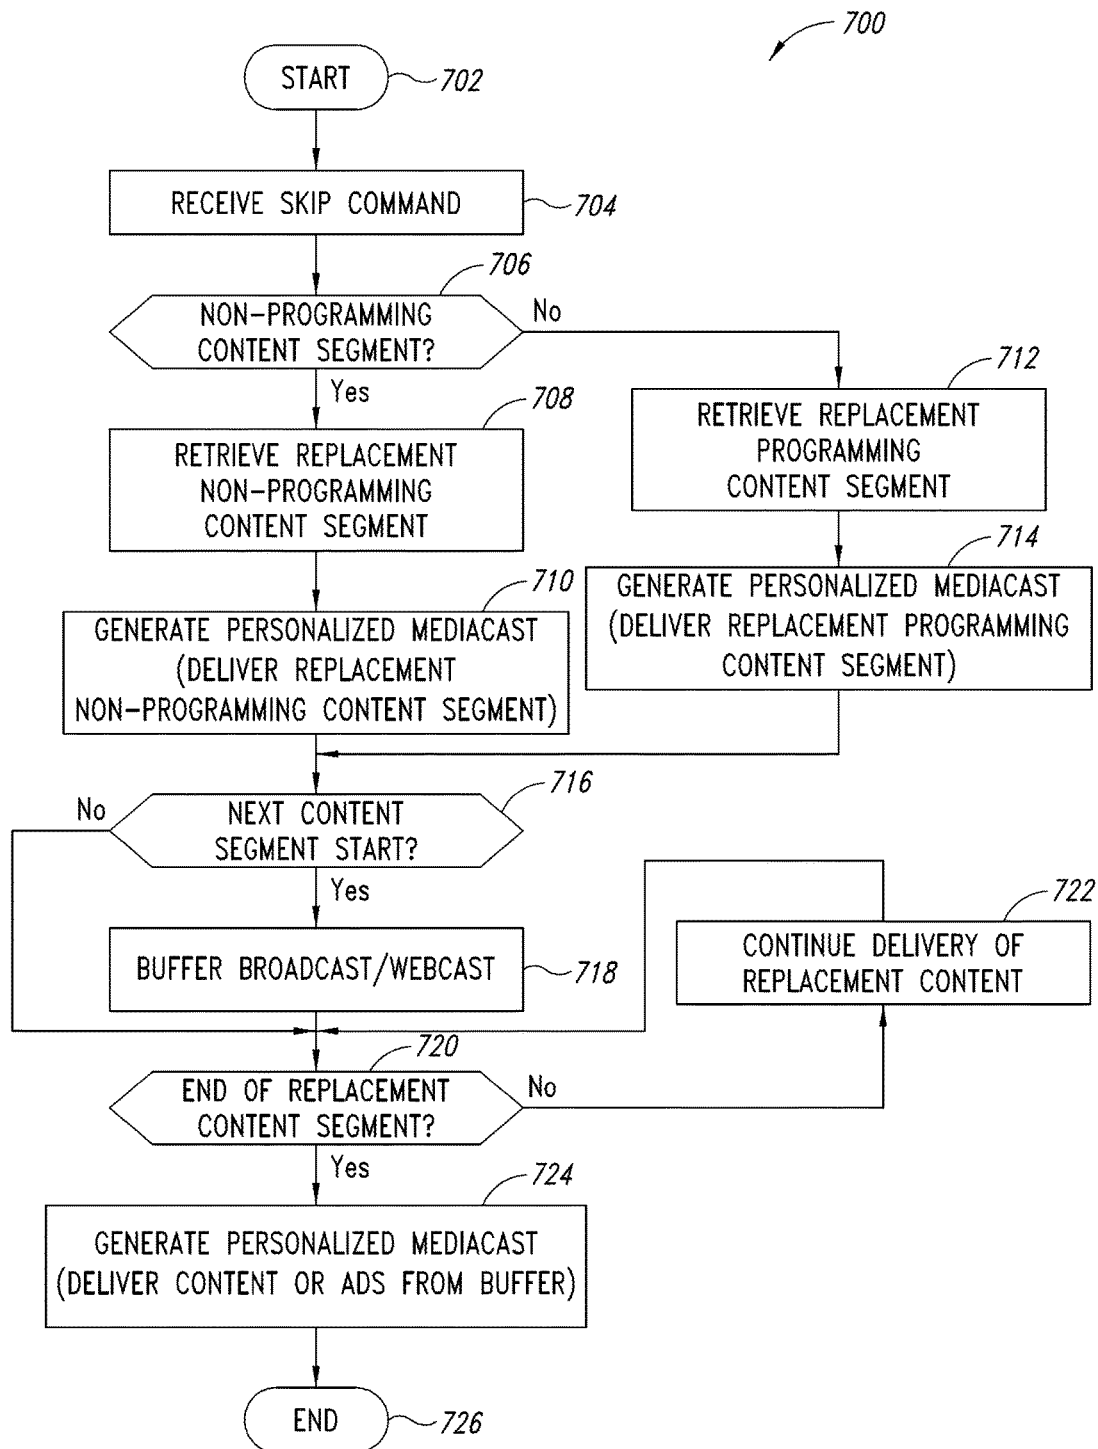 700
START
702
RECEIVE SKIP COMMAND
704
706
NON-PROGRAMMING
CONTENT SEGMENT?
No
Yes
708
RETRIEVE REPLACEMENT
NON-PROGRAMMING
CONTENT SEGMENT
712
RETRIEVE REPLACEMENT
PROGRAMMING
CONTENT SEGMENT
710
GENERATE PERSONALIZED MEDIACAST
(DELIVER REPLACEMENT
NON-PROGRAMMING CONTENT SEGMENT)
714
GENERATE PERSONALIZED MEDIACAST
(DELIVER REPLACEMENT PROGRAMMING
CONTENT SEGMENT)
716
No
NEXT CONTENT
SEGMENT START?
Yes
BUFFER BROADCAST/WEBCAST
718
722
CONTINUE DELIVERY OF
REPLACEMENT CONTENT
720
END OF REPLACEMENT
CONTENT SEGMENT?
No
Yes
724
GENERATE PERSONALIZED MEDIACAST
(DELIVER CONTENT OR ADS FROM BUFFER)
END
726